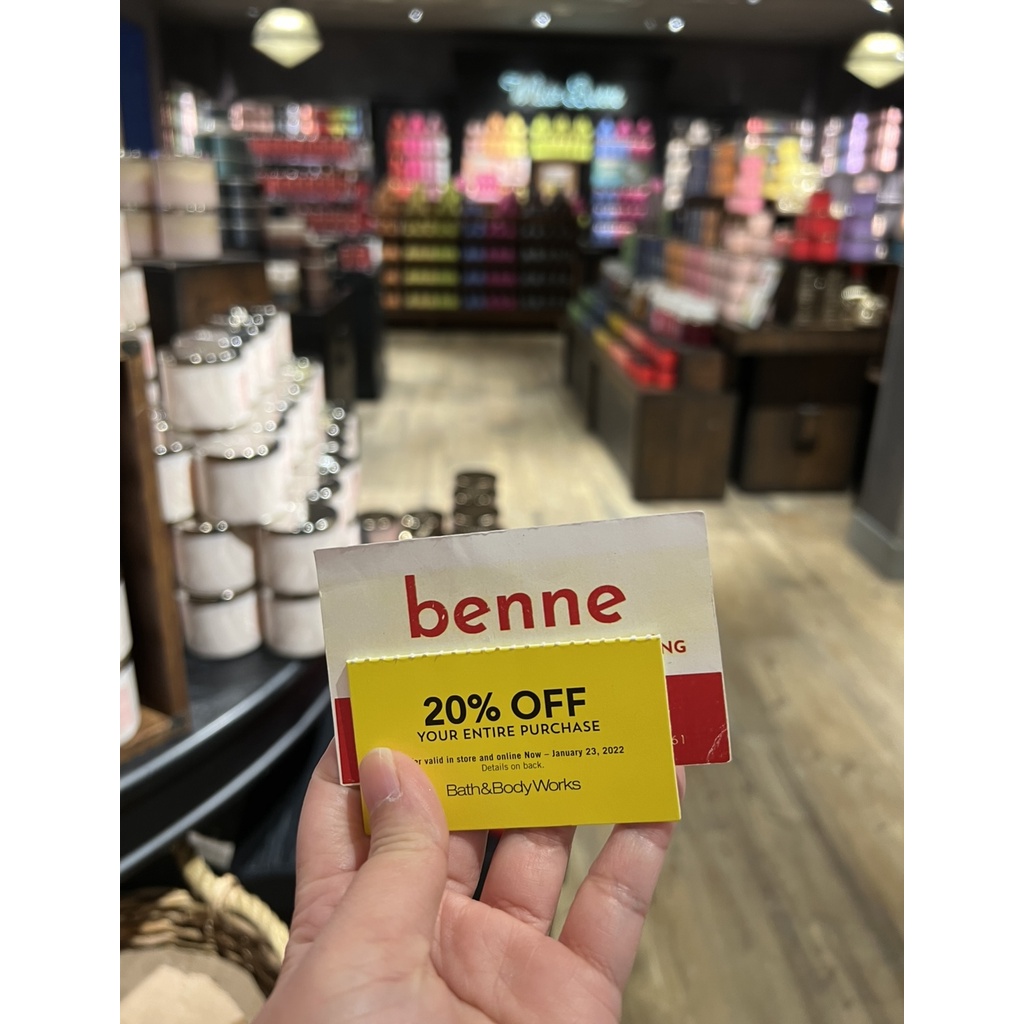 benne
NG
61
20% OFF
YOUR ENTIRE PURCHASE
valid in store and online Now – January 23, 2022
Details on back.
Bath&BodyWorks